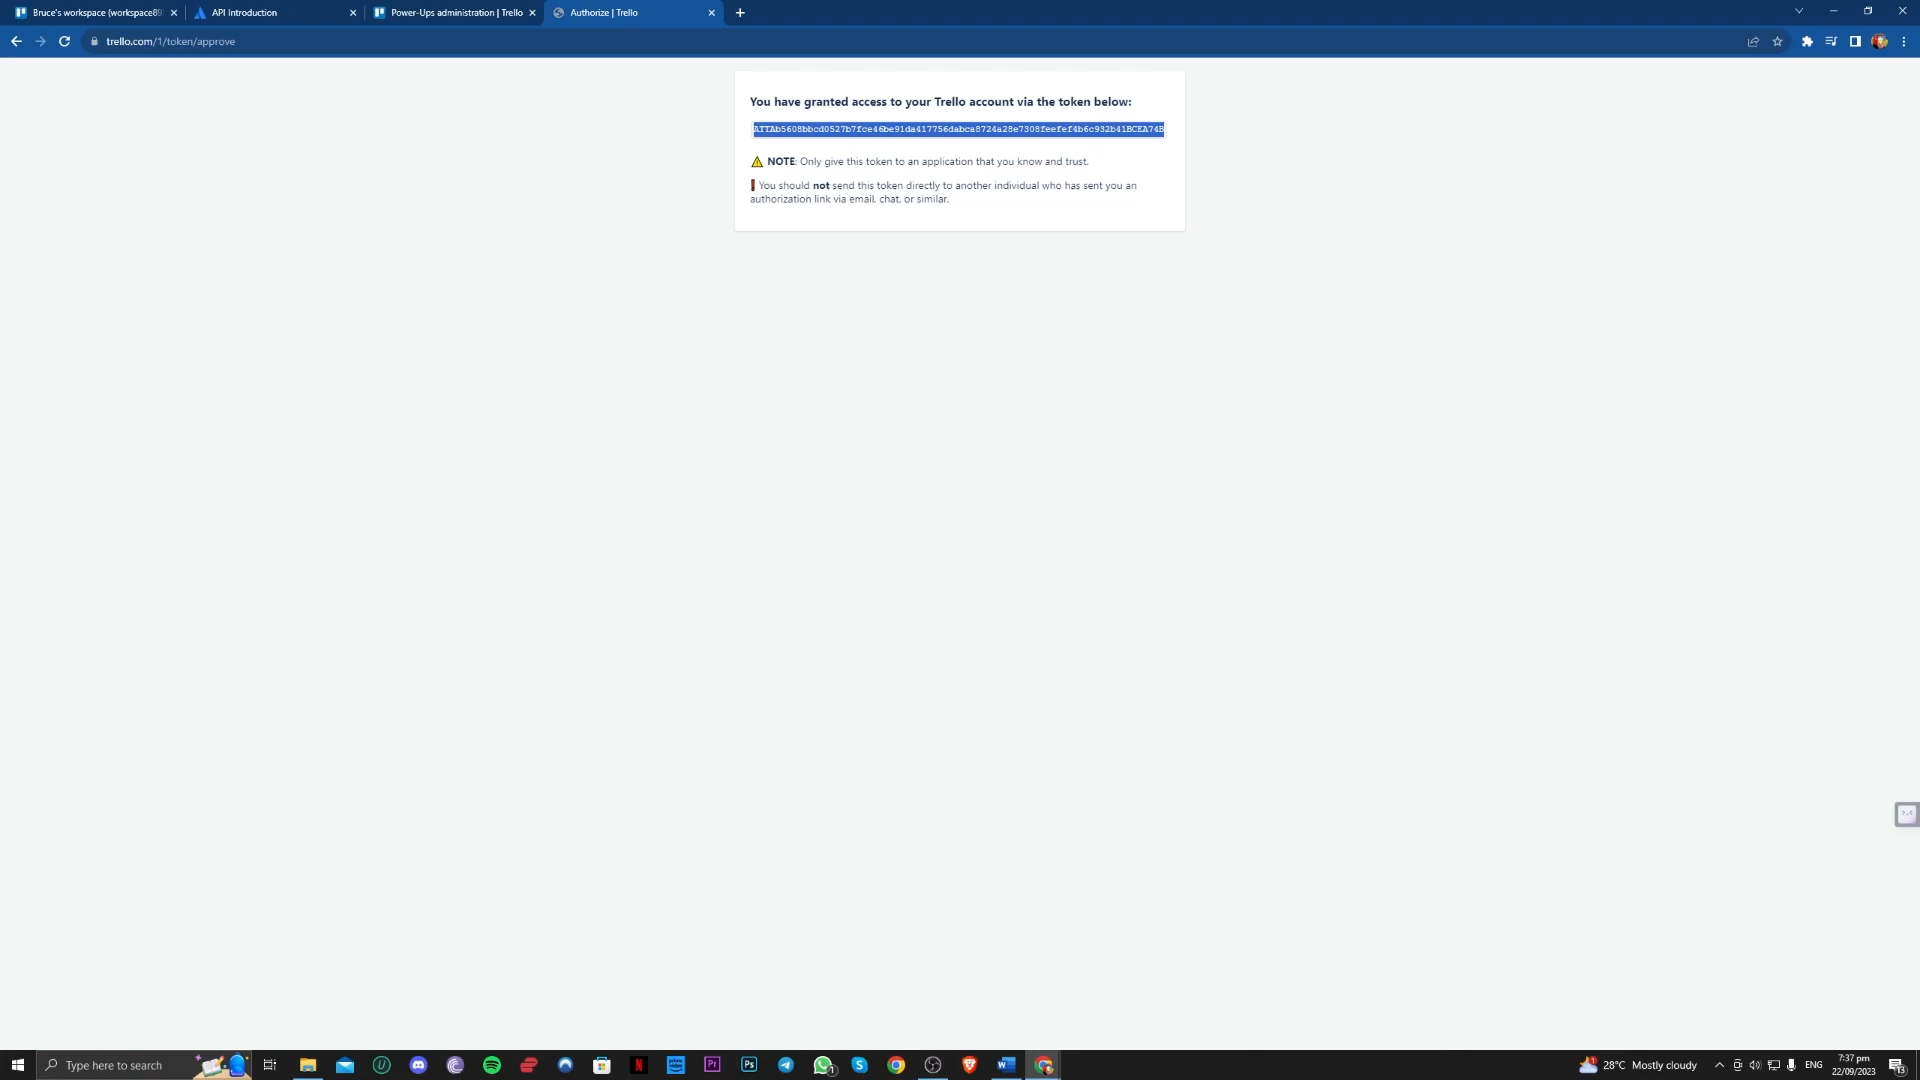 Bruce's workspace (workspace89
API Introduction
Power-Ups administration | Trello
Authorize | Trello
trello.com/1/token/approve
You have granted access to your Trello account via the token below:
ATTAb5608bbcd0527b7fce46be91da417756dabca8724a28e7308feefef4b6c932b41BCEA74B
NOTE: Only give this token to an application that you know and trust.
You should not send this token directly to another individual who has sent you an
authorization link via email, chat, or similar.
Type here to search
28°C Mostly cloudy
ENG
7:37 pm
22/09/2023